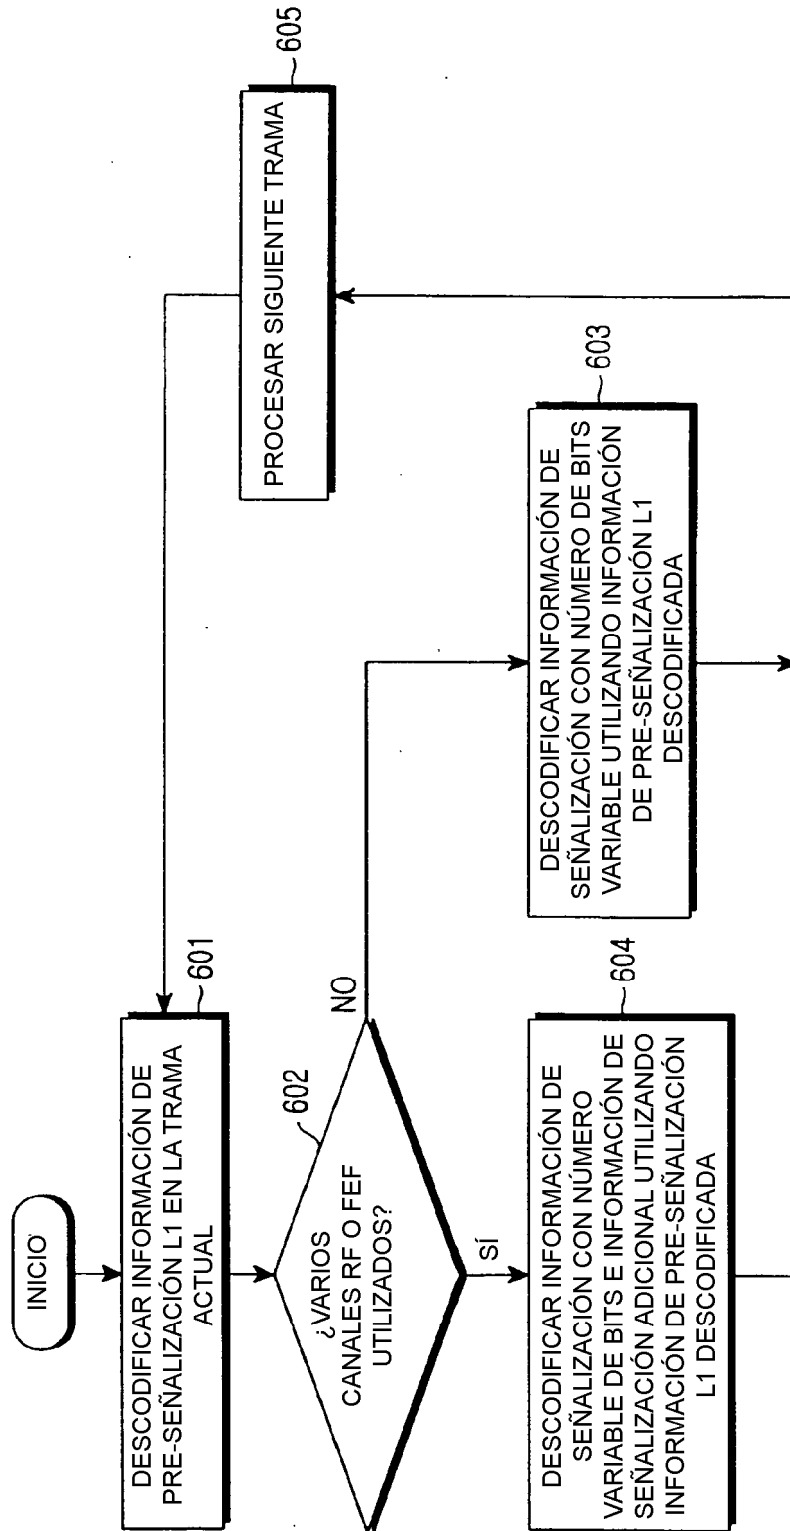 INICIO
DESCODIFICAR INFORMACIÓN DE
PRE-SEÑALIZACIÓN L1 EN LA TRAMA
ACTUAL
601
¿VARIOS
CANALES RF O FEF
UTILIZADOS?
602
NO
SÍ
DESCODIFICAR INFORMACIÓN DE
SEÑALIZACIÓN CON NÚMERO
VARIABLE DE BITS E INFORMACIÓN DE
SEÑALIZACIÓN ADICIONAL UTILIZANDO
INFORMACIÓN DE PRE-SEÑALIZACIÓN
L1 DESCODIFICADA
604
DESCODIFICAR INFORMACIÓN DE
SEÑALIZACIÓN CON NÚMERO DE BITS
VARIABLE UTILIZANDO INFORMACIÓN
DE PRE-SEÑALIZACIÓN L1
DESCODIFICADA
603
PROCESAR SIGUIENTE TRAMA
605